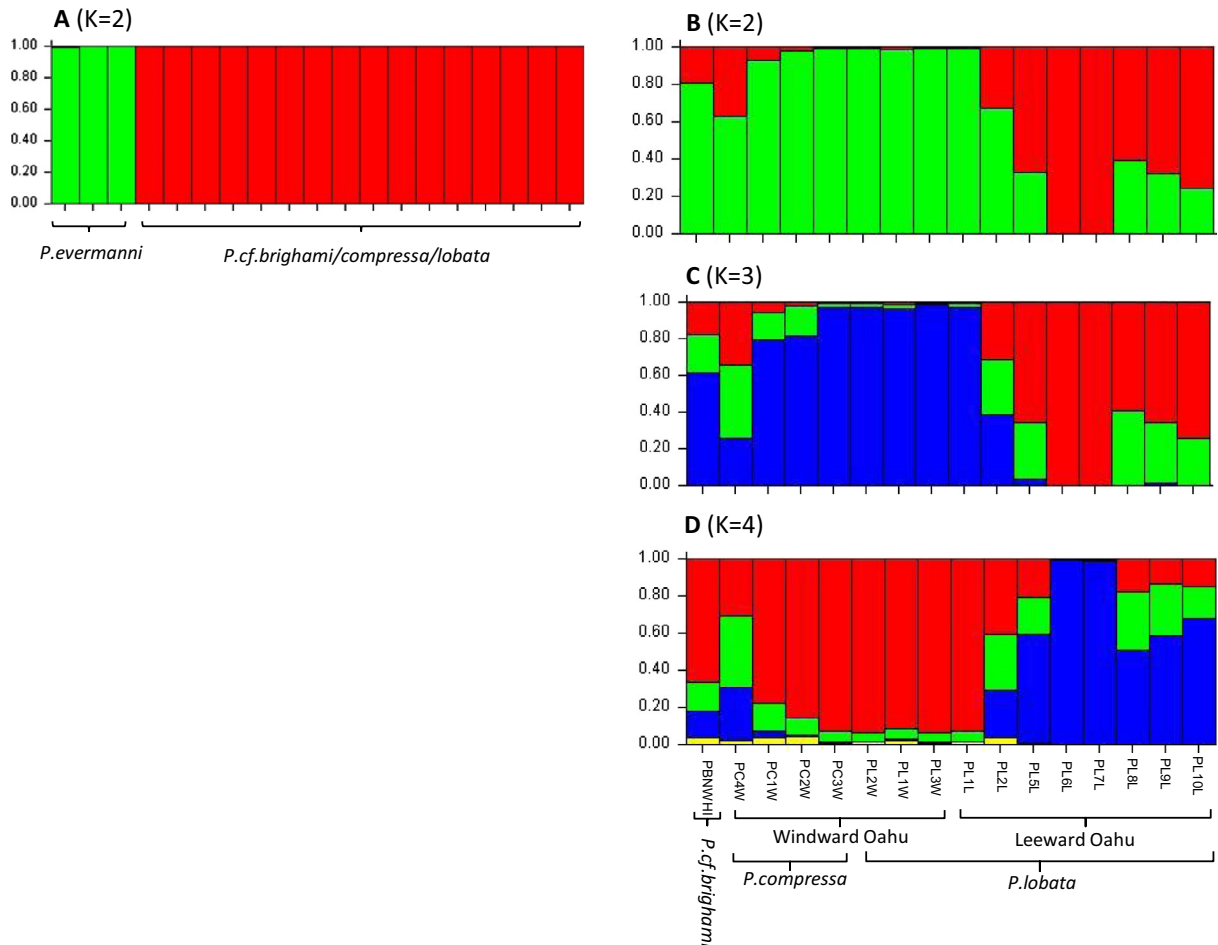 A (K=2)
1.00
0.80
0.60
0.40
0.20
0.00
P.evermanni
P.cf.brighami/compressa/lobata
B (K=2)
1.00
0.80
0.60
0.40
0.20
0.00
C (K=3)
1.00
0.80
0.60
0.40
0.20
0.00
D (K=4)
1.00
0.80
0.60
0.40
0.20
0.00
PBNWHI
PC4W
PC1W
PC2W
PC3W
PL2W
PL1W
PL3W
PL1L
PL2L
PL5L
PL6L
PL7L
PL8L
PL9L
PL10L
Windward Oahu
Leeward Oahu
P.cf.brighami
P.compressa
P.lobata